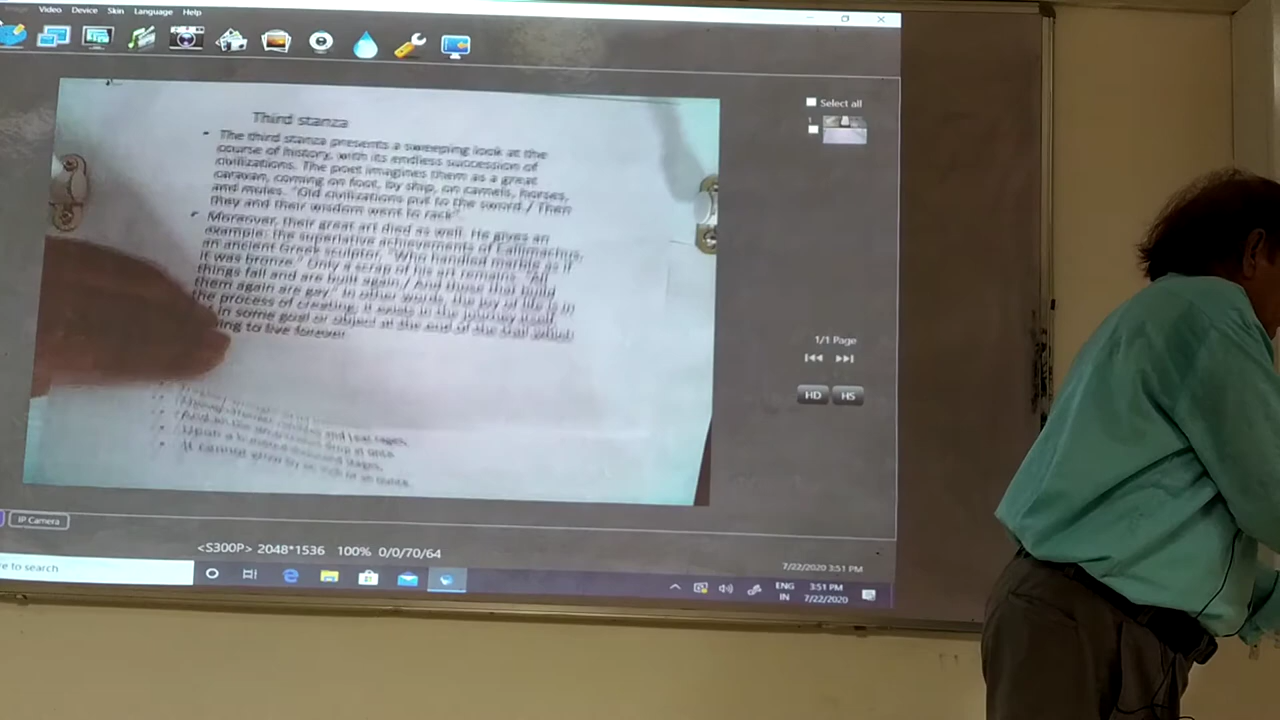 Video Device Skin Language Help
Select all
Third stanza
The third stanza presents a sweeping look at the
course of history, with its endless succession of
civilizations. The poet imagines them as a great
caravan, coming on foot, by ship, on camels, horses,
and mules. "Old civilizations put to the sword./ Then
they and their wisdom went to rack".
Moreover, their great art died as well. He gives an
example: the superlative achievements of Callimachus,
an ancient Greek sculptor, "Who handled marble as if
it was bronze." Only a scrap of his art remains. "All
things fall and are built again,/ And those that build
them again are gay." In other words, the joy of life is in
the process of creating. It exists in the journey itself
in some goal or object at the end of the trail which
ing to live forever
1/1 Page
HD HS
IP Camera
<S300P> 2048*1536 100% 0/0/70/64
7/22/2020 3:51 PM
e to search
ENG
IN
3:51 PM
7/22/2020